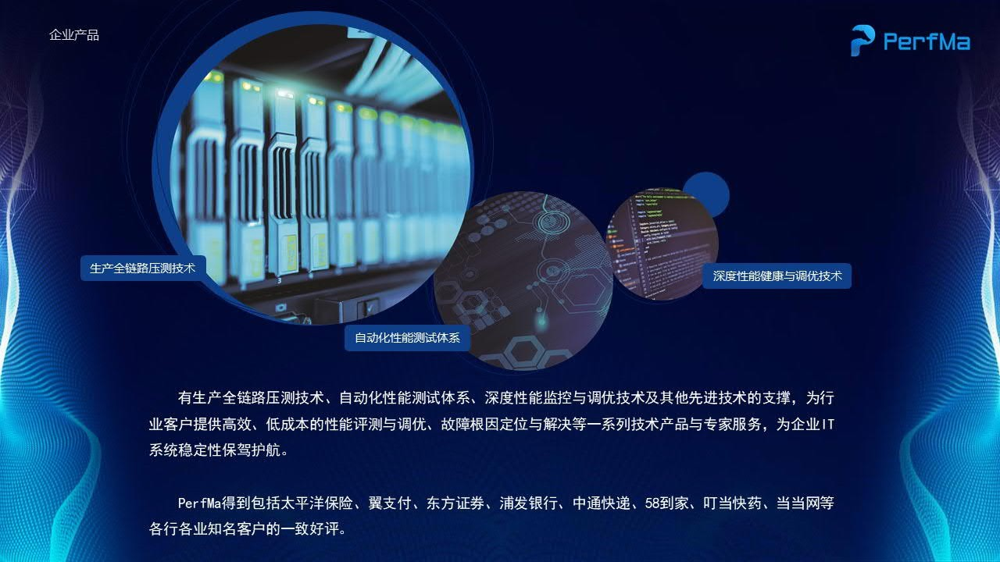 企业产品
PerfMa
生产全链路压测技术
深度性能健康与调优技术
自动化性能测试体系
有生产全链路压测技术、自动化性能测试体系、深度性能监控与调优技术及其他先进技术的支撑，为行
业客户提供高效、低成本的性能评测与调优、故障根因定位与解决等一系列技术产品与专家服务，为企业IT
系统稳定性保驾护航。
PerfMa得到包括太平洋保险、翼支付、东方证券、浦发银行、中通快递、58到家、叮当快药、当当网等
各行各业知名客户的一致好评。